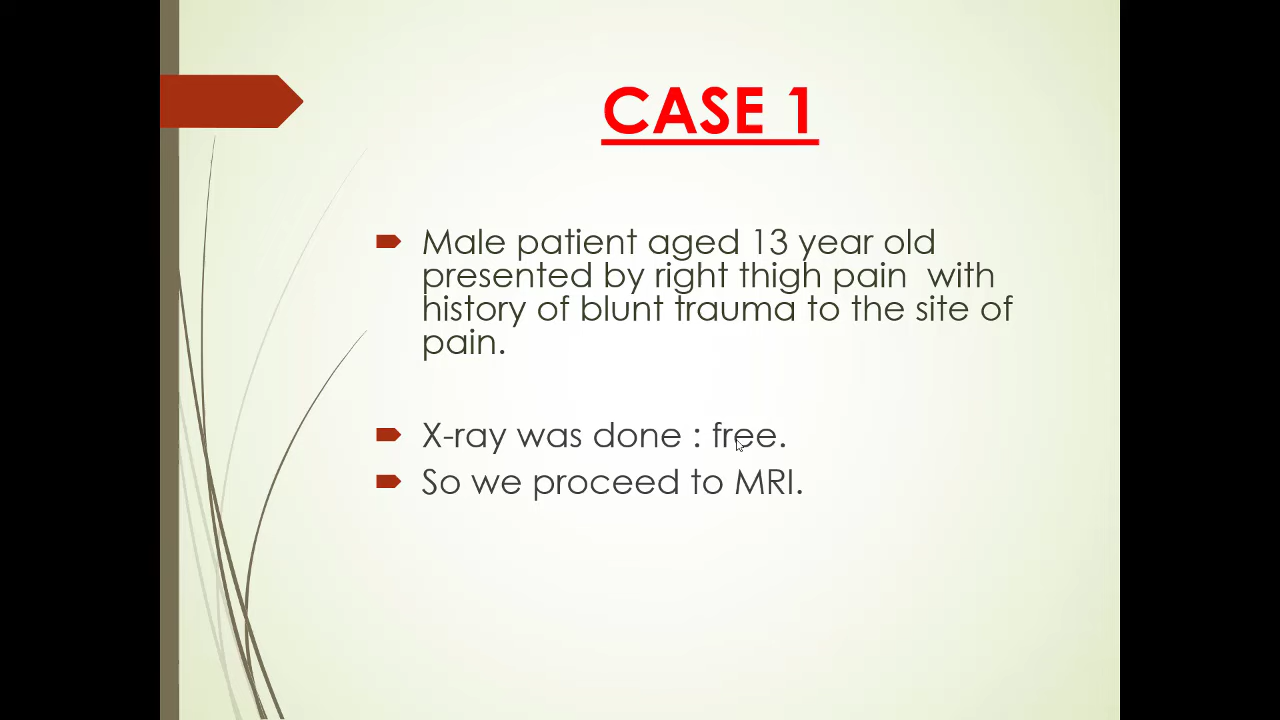 CASE 1
Male patient aged 13 year old
presented by right thigh pain  with
history of blunt trauma to the site of
pain.
X-ray was done : free.
So we proceed to MRI.